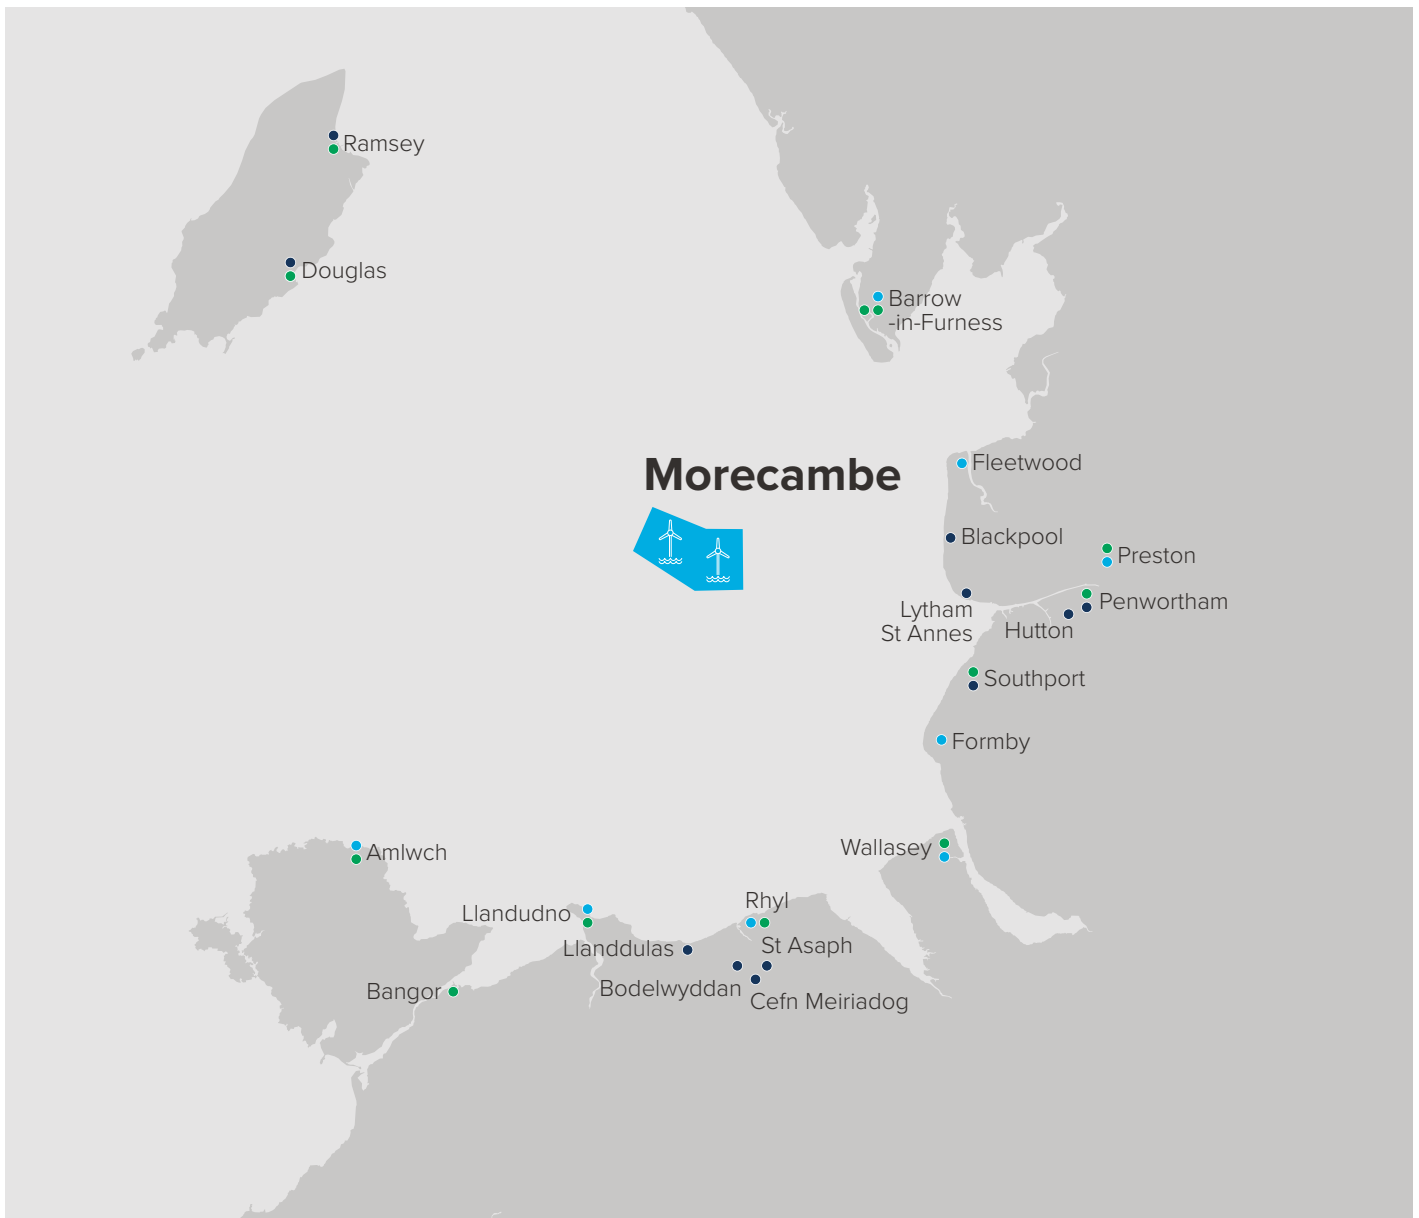 Ramsey
Douglas
Barrow
-in-Furness
Morecambe
Fleetwood
Blackpool
Preston
Lytham
St Annes
Penwortham
Hutton
Southport
Formby
Wallasey
Amlwch
Llandudno
Rhyl
Llanddulas
St Asaph
Bangor
Bodelwyddan
Cefn Meiriadog